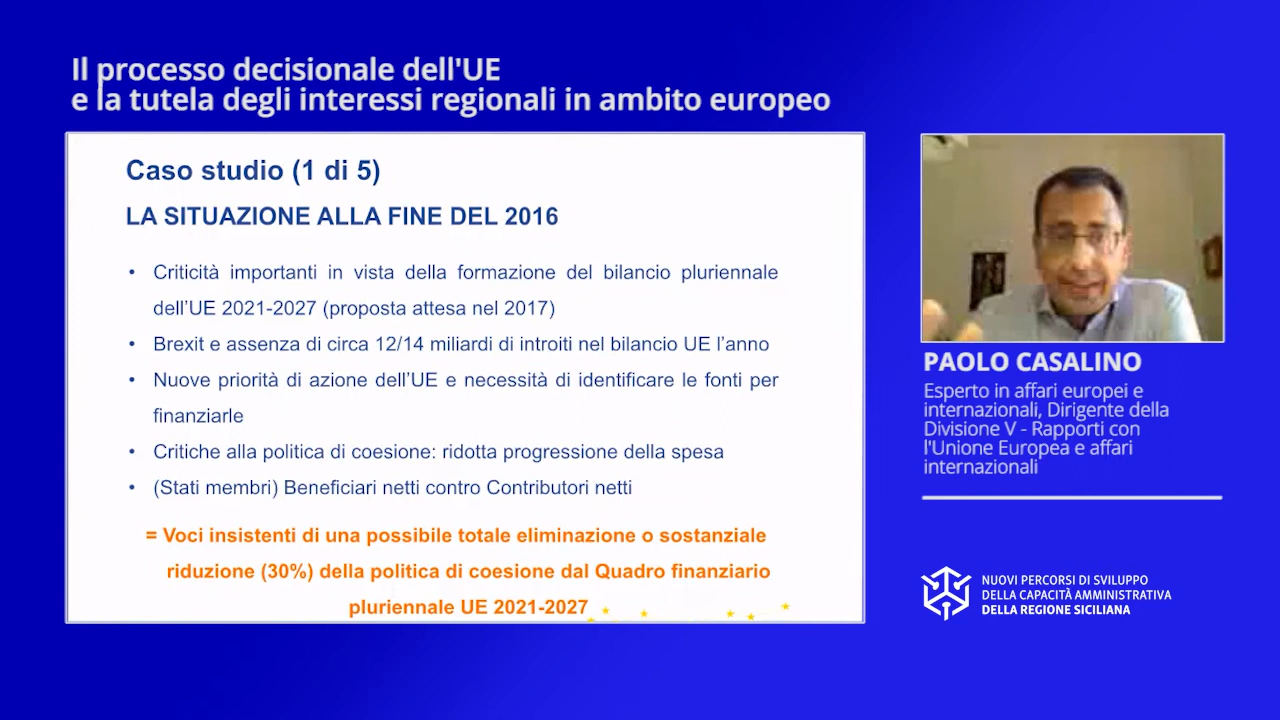 Il processo decisionale dell'UE
e la tutela degli interessi regionali in ambito europeo
Caso studio (1 di 5)
LA SITUAZIONE ALLA FINE DEL 2016
• Criticità importanti in vista della formazione del bilancio pluriennale
dell’UE 2021-2027 (proposta attesa nel 2017)
• Brexit e assenza di circa 12/14 miliardi di introiti nel bilancio UE l’anno
• Nuove priorità di azione dell’UE e necessità di identificare le fonti per
finanziarle
• Critiche alla politica di coesione: ridotta progressione della spesa
• (Stati membri) Beneficiari netti contro Contributori netti
= Voci insistenti di una possibile totale eliminazione o sostanziale
riduzione (30%) della politica di coesione dal Quadro finanziario
pluriennale UE 2021-2027
PAOLO CASALINO
Esperto in affari europei e
internazionali, Dirigente della
Divisione V - Rapporti con
l'Unione Europea e affari
internazionali
NUOVI PERCORSI DI SVILUPPO
DELLA CAPACITÀ AMMINISTRATIVA
DELLA REGIONE SICILIANA